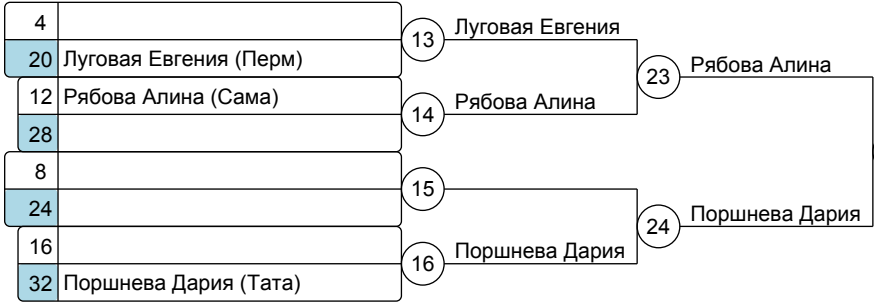 4
13
Луговая Евгения
20 Луговая Евгения (Перм)
23
Рябова Алина
12 Рябова Алина (Сама)
14
Рябова Алина
28
8
15
24
24
Поршнева Дария
16
16
Поршнева Дария
32 Поршнева Дария (Тата)